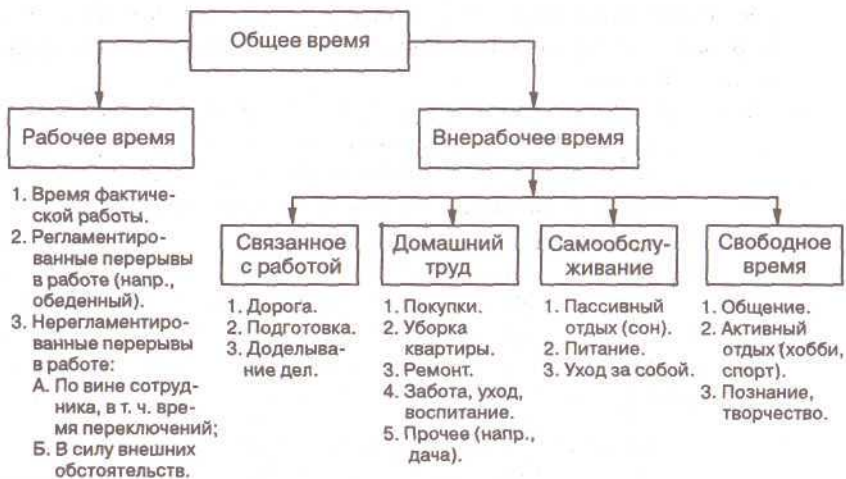 Общее время
Рабочее время
Внерабочее время
1. Время фактиче-
ской работы.
2. Регламентиро-
ванные перерывы
в работе (напр.,
обеденный).
3. Нерегламентиро-
ванные перерывы
в работе:
А. По вине сотруд-
ника, в т. ч. вре-
мя переключений;
Б. В силу внешних
обстоятельств.
Связанное
с работой
1. Дорога.
2. Подготовка.
3. Доделыва-
ние дел.
Домашний
труд
1. Покупки.
2. Уборка
квартиры.
3. Ремонт.
4. Забота, уход,
воспитание.
5. Прочее (напр.,
дача).
Самообслу-
живание
1. Пассивный
отдых (сон).
2. Питание.
3. Уход за собой.
Свободное
время
1. Общение.
2. Активный
отдых (хобби,
спорт).
3. Познание,
творчество.